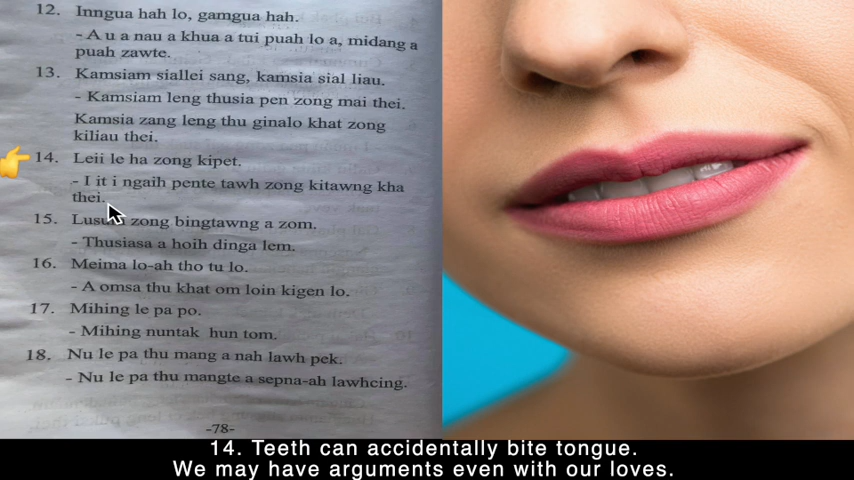 12. Inngua hah lo, gamgua hah.
- A u a nau a khua a tui puah lo a, midang a
puah zawte.
13. Kamsiam siallei sang, kamsia sial liau.
- Kamsiam leng thusia pen zong mai thei.
Kamsia zang leng thu ginalo khat zong
kiliau thei.
14. Leii le ha zong kipet.
- I it i ngaih pente tawh zong kitawng kha
thei.
15. zong bingtawng a zom.
- Thusiasa a hoih dinga lem.
16. Meima lo-ah tho tu lo.
- A omsa thu khat om loin kigen lo.
17. Mihing le pa po.
- Mihing nuntak hun tom.
18. Nu le pa thu mang a nah lawh pek.
- Nu le pa thu mangte a sepna-ah lawhcing.
-78-
14. Teeth can accidentally bite tongue.
We may have arguments even with our loves.